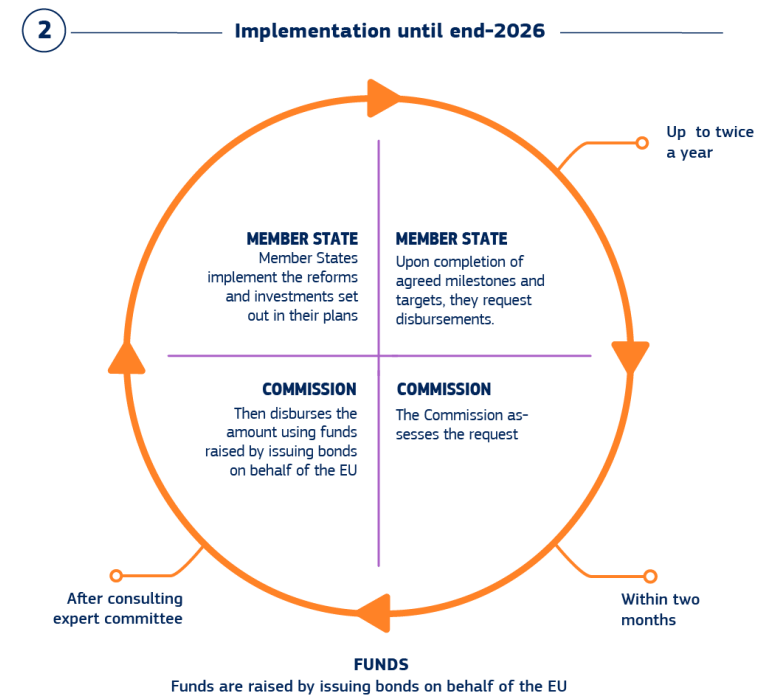 2
Implementation until end-2026
Up to twice
a year
MEMBER STATE
Member States
implement the reforms
and investments set
out in their plans
MEMBER STATE
Upon completion of
agreed milestones and
targets, they request
disbursements.
COMMISSION
Then disburses the
amount using funds
raised by issuing bonds
on behalf of the EU
COMMISSION
The Commission as-
sesses the request
After consulting
expert committee
Within two
months
FUNDS
Funds are raised by issuing bonds on behalf of the EU